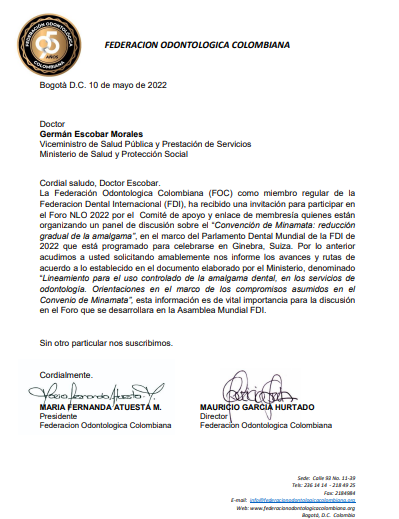 FEDERACIÓN ODONTOLÓGICA
95
AÑOS
COLOMBIANA
FEDERACION ODONTOLOGICA COLOMBIANA
Bogotá D.C. 10 de mayo de 2022
Doctor
Germán Escobar Morales
Viceministro de Salud Pública y Prestación de Servicios
Ministerio de Salud y Protección Social
Cordial saludo, Doctor Escobar.
La Federación Odontológica Colombiana (FOC) como miembro regular de la
Federacion Dental Internacional (FDI), ha recibido una invitación para participar en
el Foro NLO 2022 por el Comité de apoyo y enlace de membresía quienes están
organizando un panel de discusión sobre el “Convención de Minamata: reducción
gradual de la amalgama”, en el marco del Parlamento Dental Mundial de la FDI de
2022 que está programado para celebrarse en Ginebra, Suiza. Por lo anterior
acudimos a usted solicitando amablemente nos informe los avances y rutas de
acuerdo a lo establecido en el documento elaborado por el Ministerio, denominado
“Lineamiento para el uso controlado de la amalgama dental, en los servicios de
odontología. Orientaciones en el marco de los compromisos asumidos en el
Convenio de Minamata”, esta información es de vital importancia para la discusión
en el Foro que se desarrollara en la Asamblea Mundial FDI.
Sin otro particular nos suscribimos.
Cordialmente.
MARIA FERNANDA ATUESTA M. MAURICIO GARCIA HURTADO
Presidente Director
Federacion Odontologica Colombiana Federacion Odontologica Colombiana
Sede: Calle 93 No. 11-39
Tels: 236 14 14 - 218 49 25
Fax: 2184984
E-mail: info@federacionodontologicacolombiana.org
Web: www.federacionodontologicacolombiana.org
Bogotá, D.C. Colombia